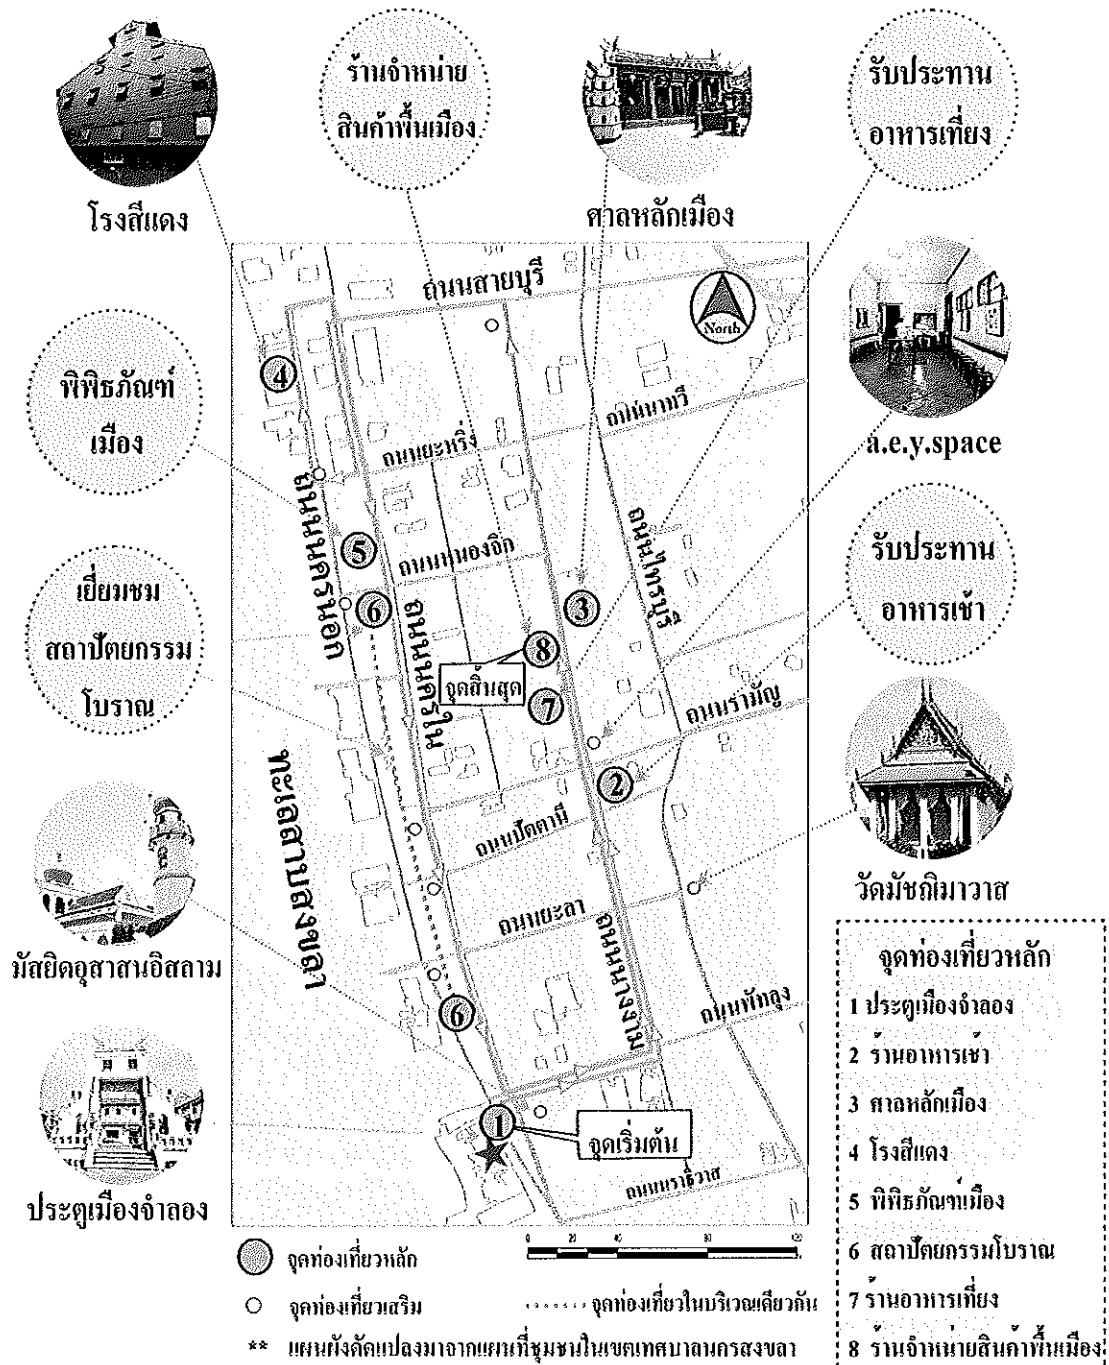 ร้านจำหน่าย
สินค้าพื้นเมือง
รับประทาน
อาหารเที่ยง
โรงสีแดง
ศาลหลักเมือง
ถนนสายบุรี
North
a.e.y.space
พิพิธภัณฑ์
เมือง
4
ถนนนาทวี
ถนนยะหริ่ง
ถนนนครนอก
รับประทาน
อาหารเช้า
เยี่ยมชม
สถาปัตยกรรม
โบราณ
5
ถนนหนองจิก
ถนนไทรบุรี
6
3
ถนนนครใน
8
จุดสิ้นสุด
7
ถนนรามัญ
ทะเลสาบสงขลา
2
ถนนปัตตานี
วัดมัชฌิมาวาส
ถนนยะลา
ถนนนางงาม
มัสยิดอุสาสนอิสลาม
6
ถนนพัทลุง
1
จุดเริ่มต้น
ถนนนราธิวาส
ประตูเมืองจำลอง
จุดท่องเที่ยวหลัก
1 ประตูเมืองจำลอง
2 ร้านอาหารเช้า
3 ศาลหลักเมือง
4 โรงสีแดง
5 พิพิธภัณฑ์เมือง
6 สถาปัตยกรรมโบราณ
7 ร้านอาหารเที่ยง
8 ร้านจำหน่ายสินค้าพื้นเมือง
จุดท่องเที่ยวหลัก
จุดท่องเที่ยวเสริม
จุดท่องเที่ยวในบริเวณเดียวกัน
** แผนผังดัดแปลงมาจากแผนที่ชุมชนในเขตเทศบาลนครสงขลา